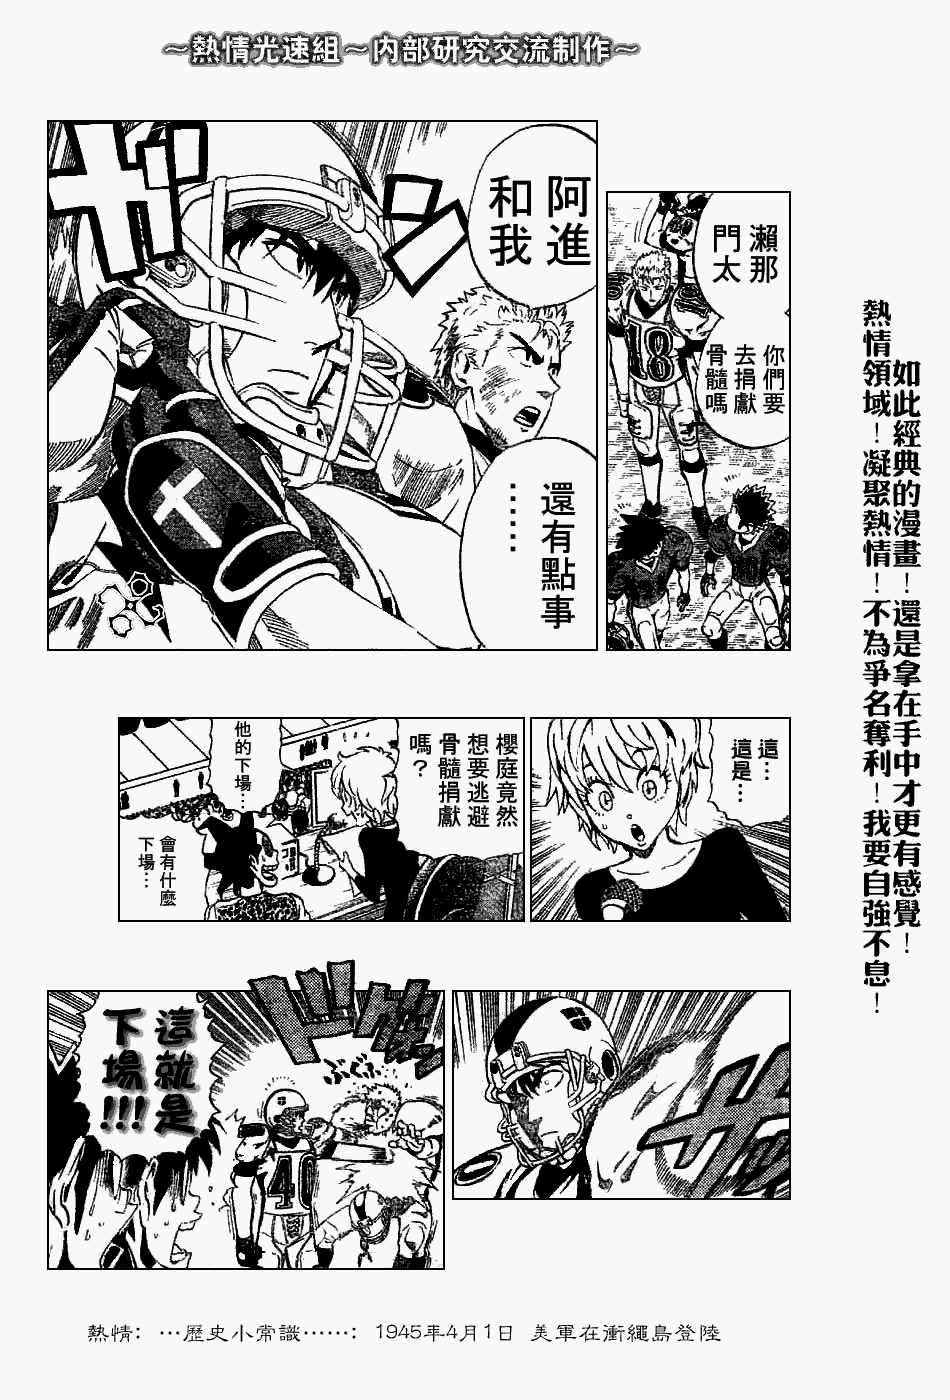 ～熱情光速組～內部研究交流制作～
如此經典的漫畫！還是拿在手中才更有感覺！
熱情領域！凝聚熱情！不為爭名奪利！我要自強不息！
瀨那
門太
你們要
去捐獻
骨髓嗎
18
阿進
和我
還有點事
……
這…
這是…
櫻庭竟然
想要逃避
骨髓捐獻
嗎？
他的下場…
會有什麼
下場…
這就是
下場!!!
ぶくぶ
40
熱情：…歷史小常識……：1945年4月1日 美軍在衝繩島登陸